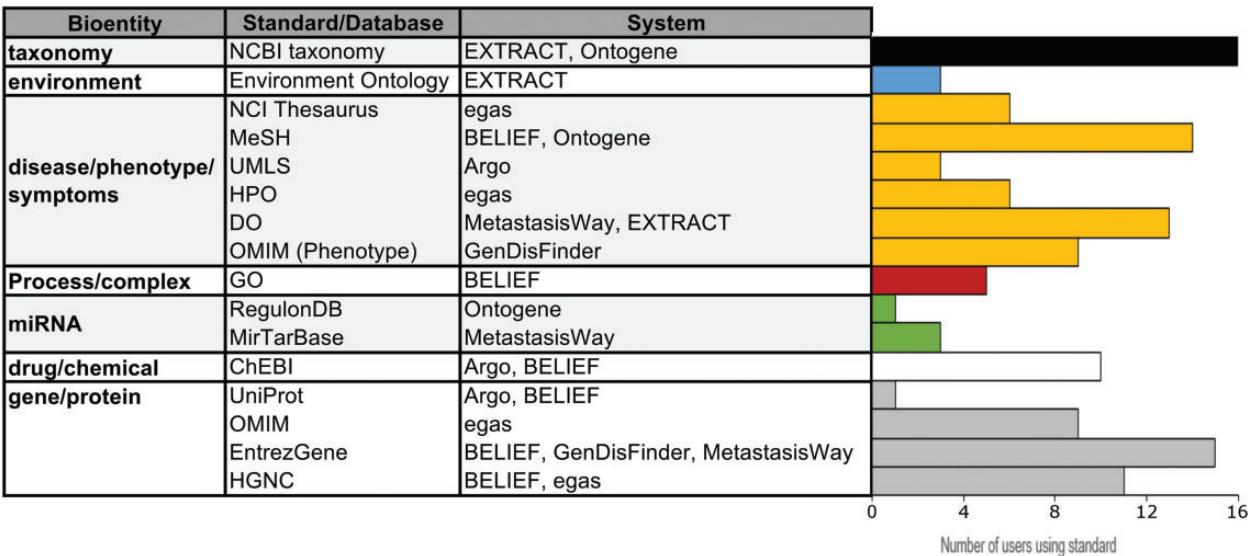 Bioentity Standard/Database System
taxonomy NCBI taxonomy EXTRACT, Ontogene
environment Environment Ontology EXTRACT
NCI Thesaurus egas
MeSH BELIEF, Ontogene
disease/phenotype/ UMLS Argo
symptoms HPO egas
DO MetastasisWay, EXTRACT
OMIM (Phenotype) GenDisFinder
Process/complex GO BELIEF
miRNA RegulonDB Ontogene
MirTarBase MetastasisWay
drug/chemical ChEBI Argo, BELIEF
gene/protein UniProt Argo, BELIEF
OMIM egas
EntrezGene BELIEF, GenDisFinder, MetastasisWay
HGNC BELIEF, egas
0 4 8 12 16
Number of users using standard